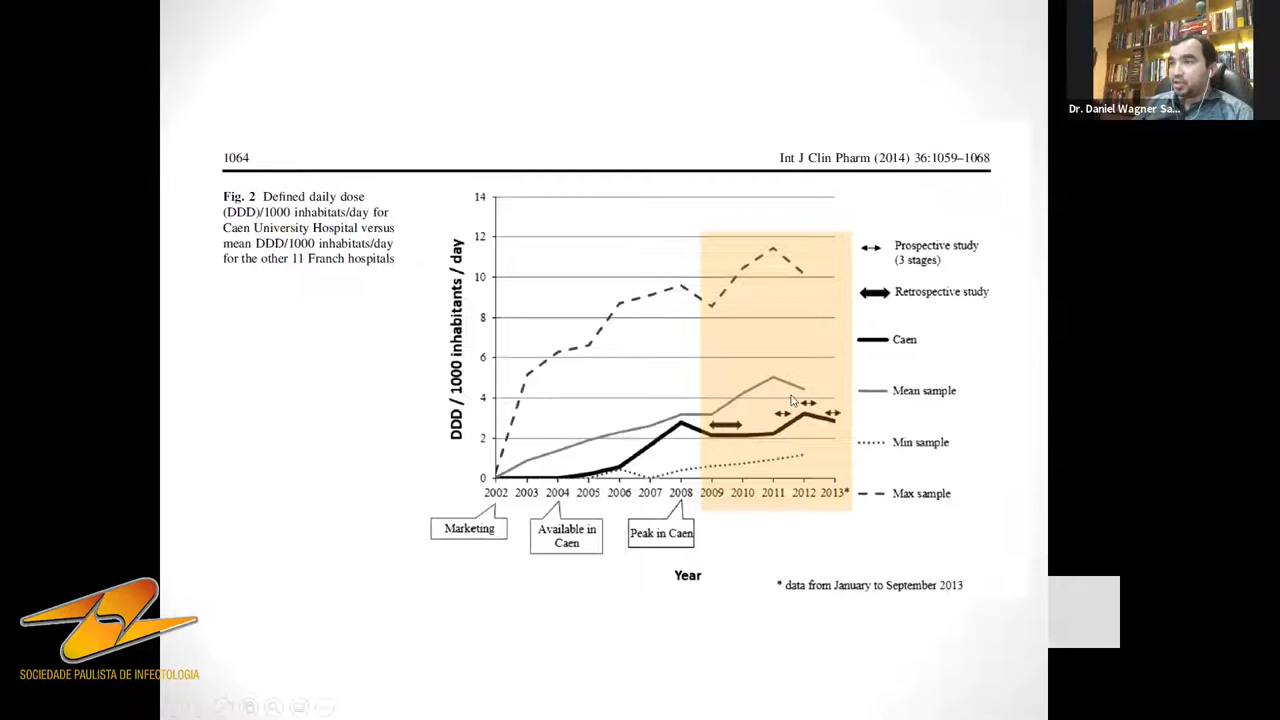 Dr. Daniel Wagner Sa...
1064
Int J Clin Pharm (2014) 36:1059–1068
Fig. 2 Defined daily dose
(DDD)/1000 inhabitats/day for
Caen University Hospital versus
mean DDD/1000 inhabitats/day
for the other 11 Franch hospitals
DDD / 1000 inhabitants / day
14
12
10
8
6
4
2
0
2002 2003 2004 2005 2006 2007 2008 2009 2010 2011 2012 2013*
Marketing
Available in
Caen
Peak in Caen
Year
Prospective study
(3 stages)
Retrospective study
Caen
Mean sample
Min sample
Max sample
* data from January to September 2013
SOCIEDADE PAULISTA DE INFECTOLOGIA